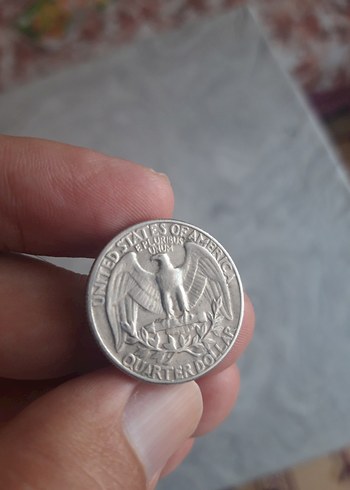 UNITED STATES OF AMERICA
E PLURIBUS
UNUM
QUARTER DOLLAR